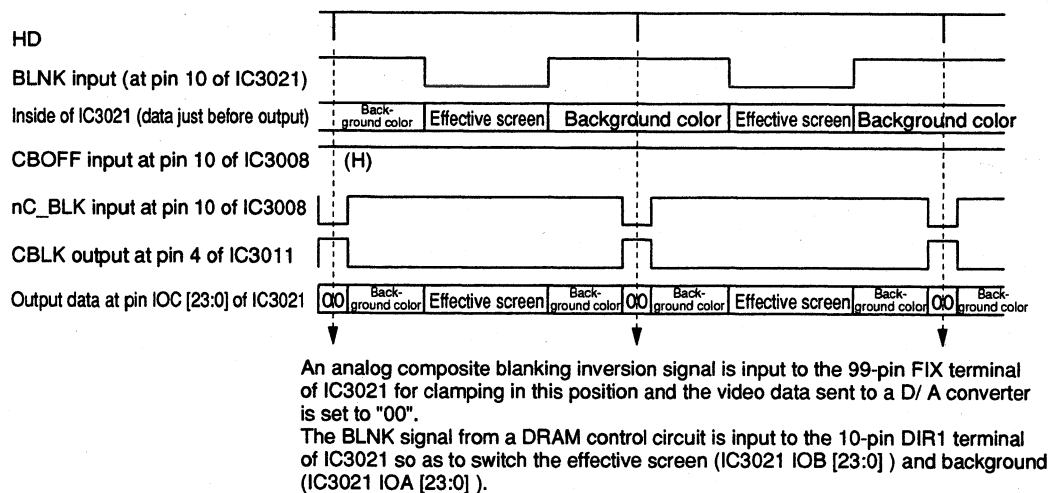 HD
BLNK input (at pin 10 of IC3021)
Inside of IC3021 (data just before output) Back-ground color Effective screen Background color Effective screen Background color
CBOFF input at pin 10 of IC3008 (H)
nC_BLK input at pin 10 of IC3008
CBLK output at pin 4 of IC3011
Output data at pin IOC [23:0] of IC3021 00 Back-ground color Effective screen Back-ground color 00 Back-ground color Effective screen Back-ground color 00 Back-ground color
An analog composite blanking inversion signal is input to the 99-pin FIX terminal
of IC3021 for clamping in this position and the video data sent to a D/ A converter
is set to "00".
The BLNK signal from a DRAM control circuit is input to the 10-pin DIR1 terminal
of IC3021 so as to switch the effective screen (IC3021 IOB [23:0] ) and background
(IC3021 IOA [23:0] ).